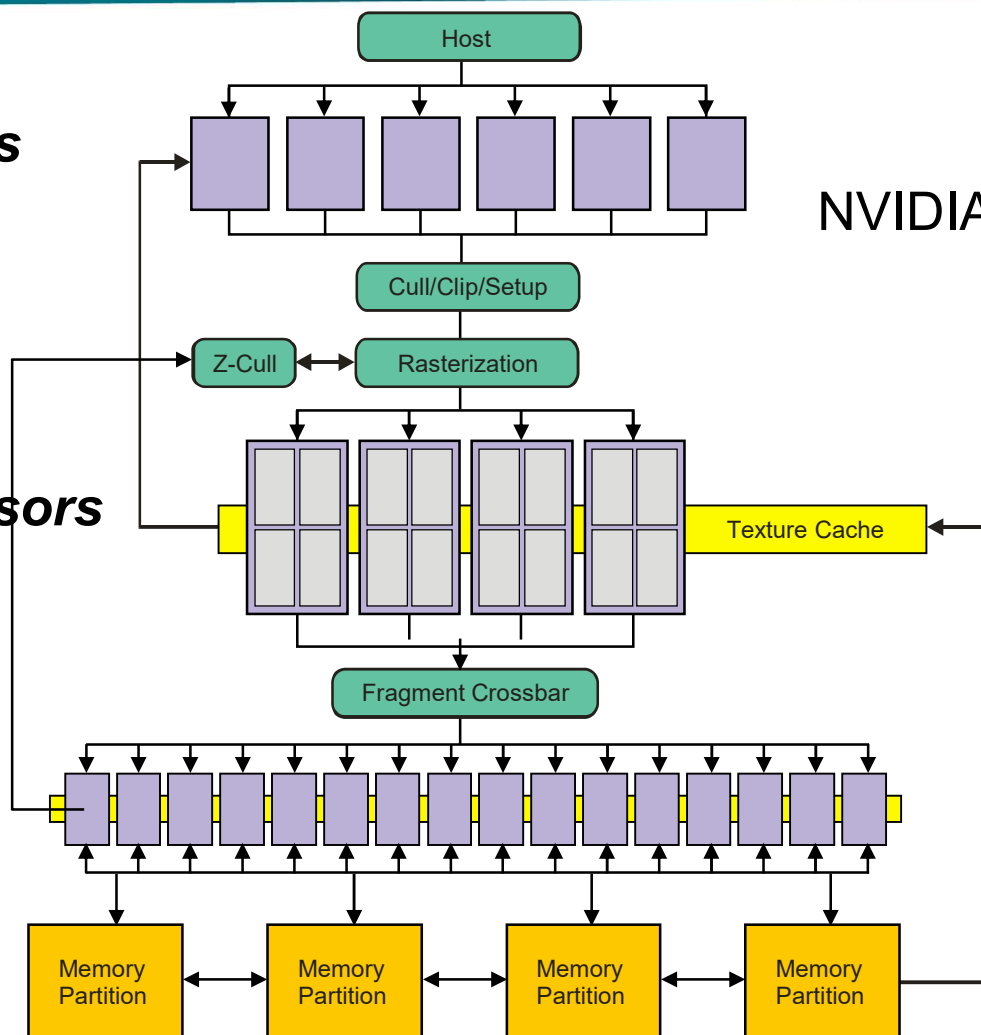 Host
s
NVIDIA
Cull/Clip/Setup
Z-Cull
Rasterization
sors
Texture Cache
Fragment Crossbar
Memory
Partition
Memory
Partition
Memory
Partition
Memory
Partition